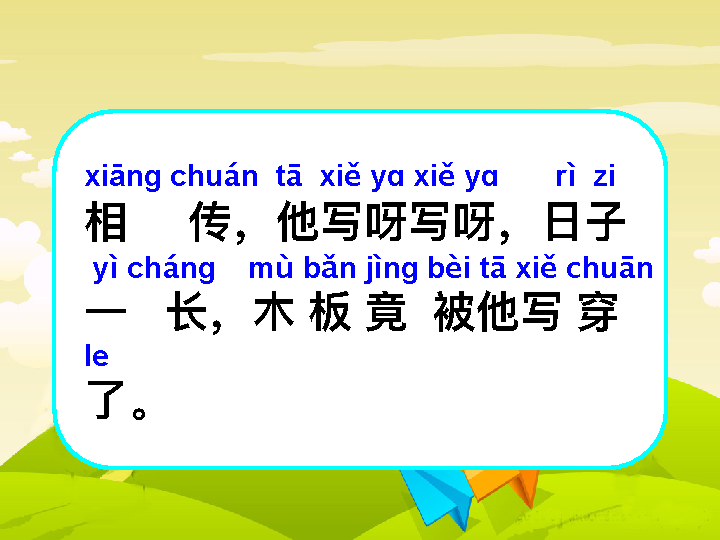 xiāng chuán tā xiě yɑ xiě yɑ rì zi
相 传，他写呀写呀，日子
yì cháng mù bǎn jìng bèi tā xiě chuān
一 长，木 板 竟 被他写 穿
le
了。